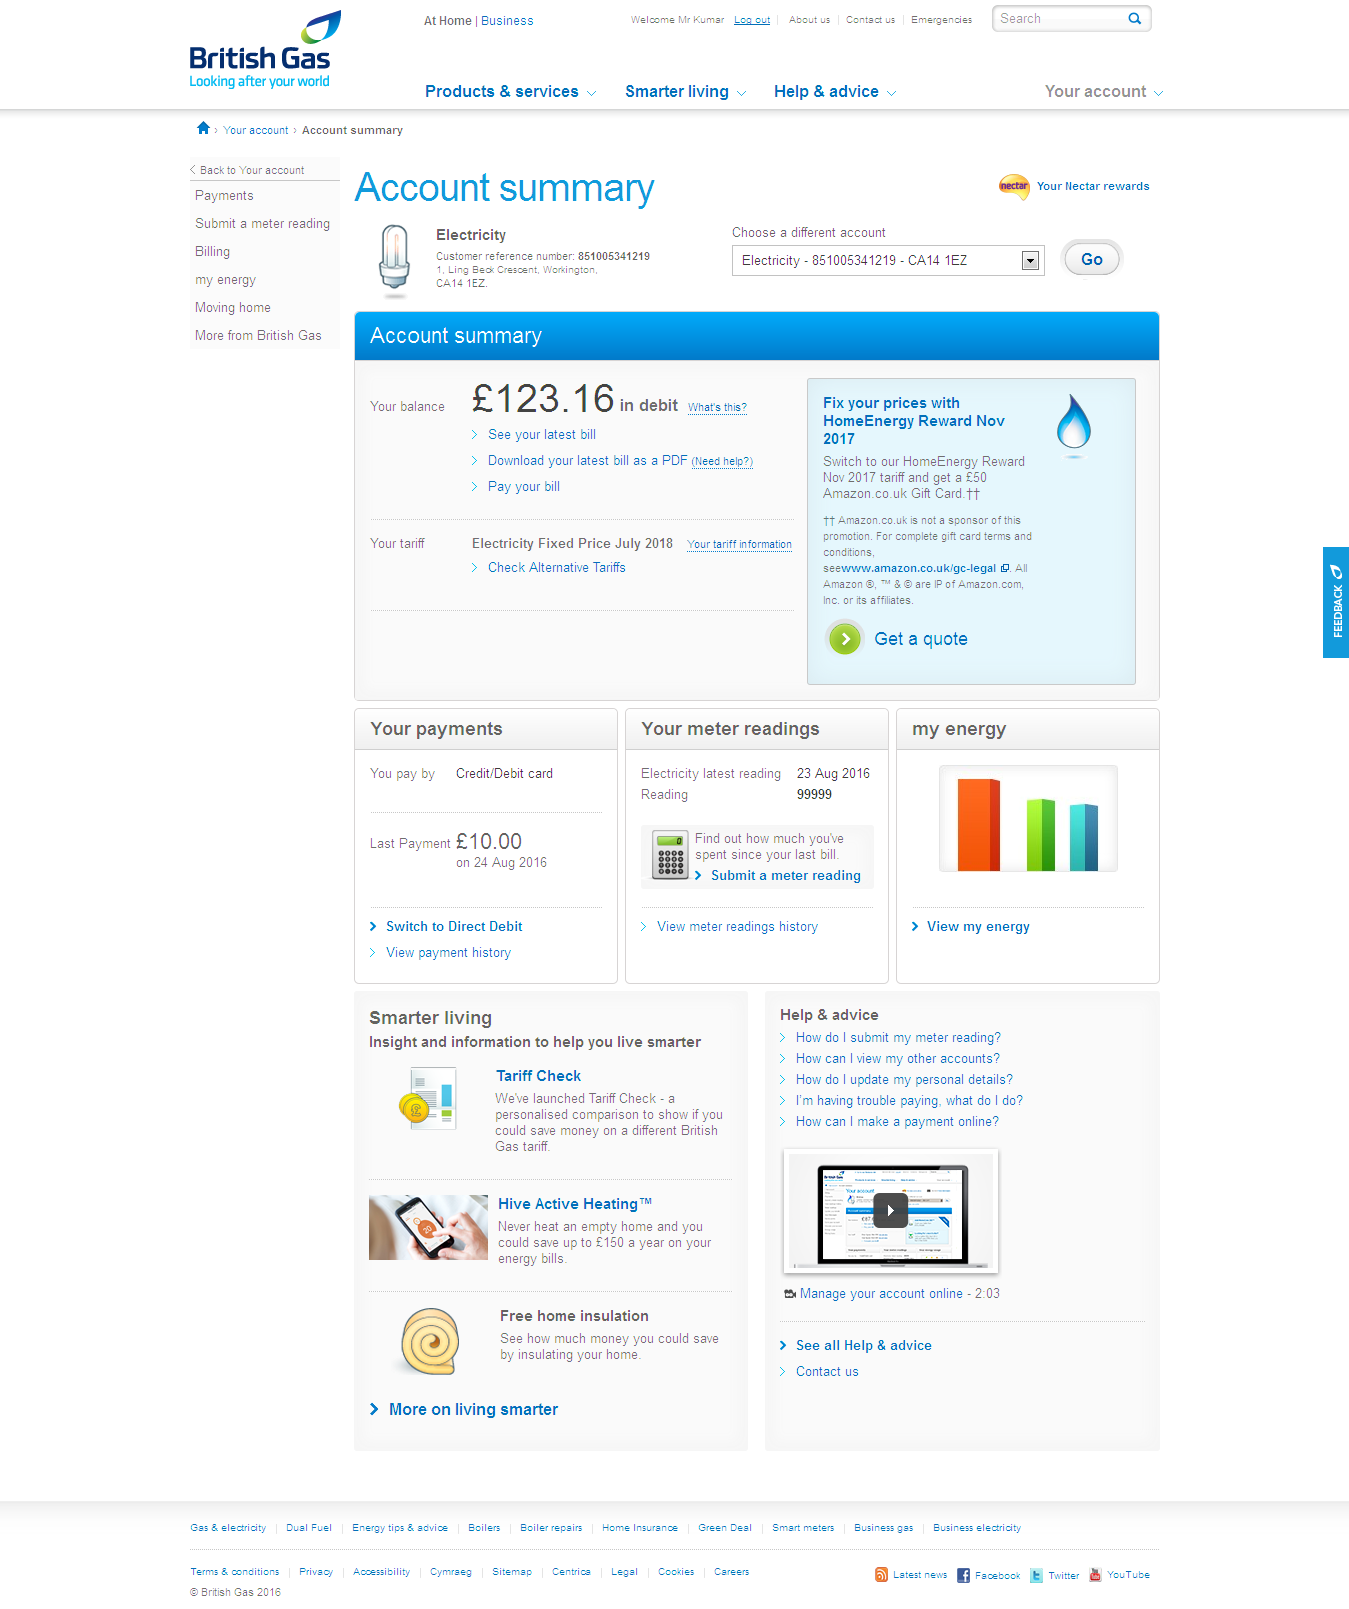 British Gas
Looking after your world
At Home | Business
Welcome Mr Kumar Log out About us Contact us Emergencies
Search
Products & services
Smarter living
Help & advice
Your account
Your account › Account summary
Back to Your account
Payments
Submit a meter reading
Billing
my energy
Moving home
More from British Gas
Account summary
nectar Your Nectar rewards
Electricity
Customer reference number: 851005341219
1, Ling Beck Crescent, Workington,
CA14 1EZ.
Choose a different account
Electricity - 851005341219 - CA14 1EZ
Go
Account summary
Your balance £123.16 in debit What's this?
See your latest bill
Download your latest bill as a PDF (Need help?)
Pay your bill
Your tariff Electricity Fixed Price July 2018 Your tariff information
Check Alternative Tariffs
Fix your prices with
HomeEnergy Reward Nov
2017
Switch to our HomeEnergy Reward
Nov 2017 tariff and get a £50
Amazon.co.uk Gift Card.††
†† Amazon.co.uk is not a sponsor of this
promotion. For complete gift card terms and
conditions,
seewww.amazon.co.uk/gc-legal . All
Amazon ®, ™ & © are IP of Amazon.com,
Inc. or its affiliates.
Get a quote
FEEDBACK
Your payments
You pay by Credit/Debit card
Last Payment £10.00
on 24 Aug 2016
Switch to Direct Debit
View payment history
Your meter readings
Electricity latest reading 23 Aug 2016
Reading 99999
Find out how much you've
spent since your last bill.
Submit a meter reading
View meter readings history
my energy
View my energy
Smarter living
Insight and information to help you live smarter
Tariff Check
We've launched Tariff Check - a
personalised comparison to show if you
could save money on a different British
Gas tariff.
Hive Active Heating™
Never heat an empty home and you
could save up to £150 a year on your
energy bills.
Free home insulation
See how much money you could save
by insulating your home.
More on living smarter
Help & advice
How do I submit my meter reading?
How can I view my other accounts?
How do I update my personal details?
I'm having trouble paying, what do I do?
How can I make a payment online?
British Gas
Your account
Manage your account online - 2:03
See all Help & advice
Contact us
Gas & electricity Dual Fuel Energy tips & advice Boilers Boiler repairs Home Insurance Green Deal Smart meters Business gas Business electricity
Terms & conditions Privacy Accessibility Cymraeg Sitemap Centrica Legal Cookies Careers
Latest news Facebook Twitter YouTube
© British Gas 2016